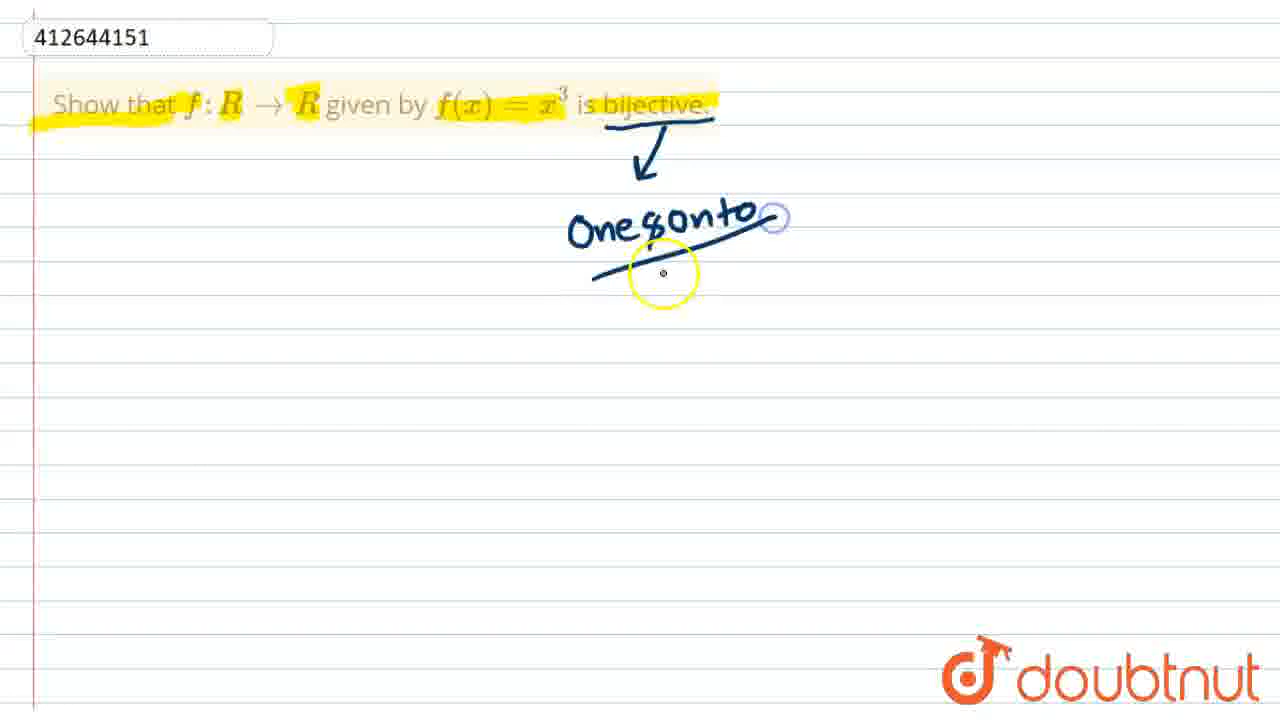 412644151
Show that f : R → R given by f(x) = x³ is bijective.
One & onto
doubtnut